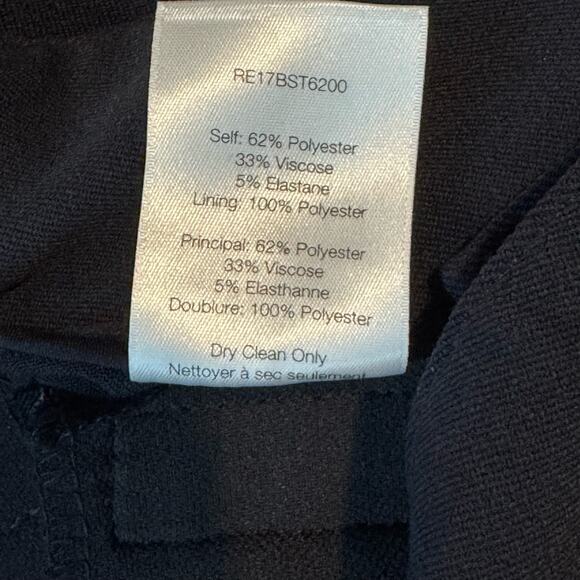 RE17BST6200
Self: 62% Polyester
33% Viscose
5% Elastane
Lining: 100% Polyester
Principal: 62% Polyester
33% Viscose
5% Elasthanne
Doublure: 100% Polyester
Dry Clean Only
Nettoyer à sec seulement